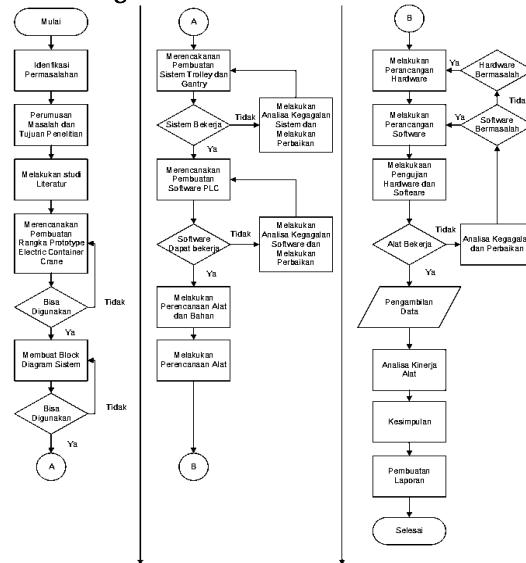 Mulai
Idenfikasi
Permasalahan
Perumusan
Masalah dan
Tujuan Penelitian
Melakukan studi
Literatur
Merencanakan
Pembuatan
Rangka Prototype
Electric Container
Crane
Bisa
Digunakan
Tidak
Ya
Membuat Block
Diagram Sistem
Bisa
Digunakan
Tidak
Ya
A
A
Merencanakan
Pembuatan
Sistem Trolley dan
Gantry
Sistem Bekerja
Tidak
Melakukan
Analisa Kegagalan
Sistem dan
Melakukan
Perbaikan
Ya
Merencanakan
Pembuatan
Software PLC
Software
Dapat bekerja
Tidak
Melakukan
Analisa Kegagalan
Software dan
Melakukan
Perbaikan
Ya
Melakukan
Perencanaan Alat
dan Bahan
Melakukan
Perencanaan Alat
B
B
Melakukan
Perancangan
Hardware
Ya
Hardware
Bermasalah
Tidak
Melakukan
Perancangan
Software
Ya
Software
Bermasalah
Melakukaan
Pengujian
Hardware dan
Softeare
Alat Bekerja
Tidak
Analisa Kegagalan
dan Perbaikan
Ya
Pengambilan
Data
Analisa Kinerja
Alat
Kesimpulan
Pembuatan
Laporan
Selesai